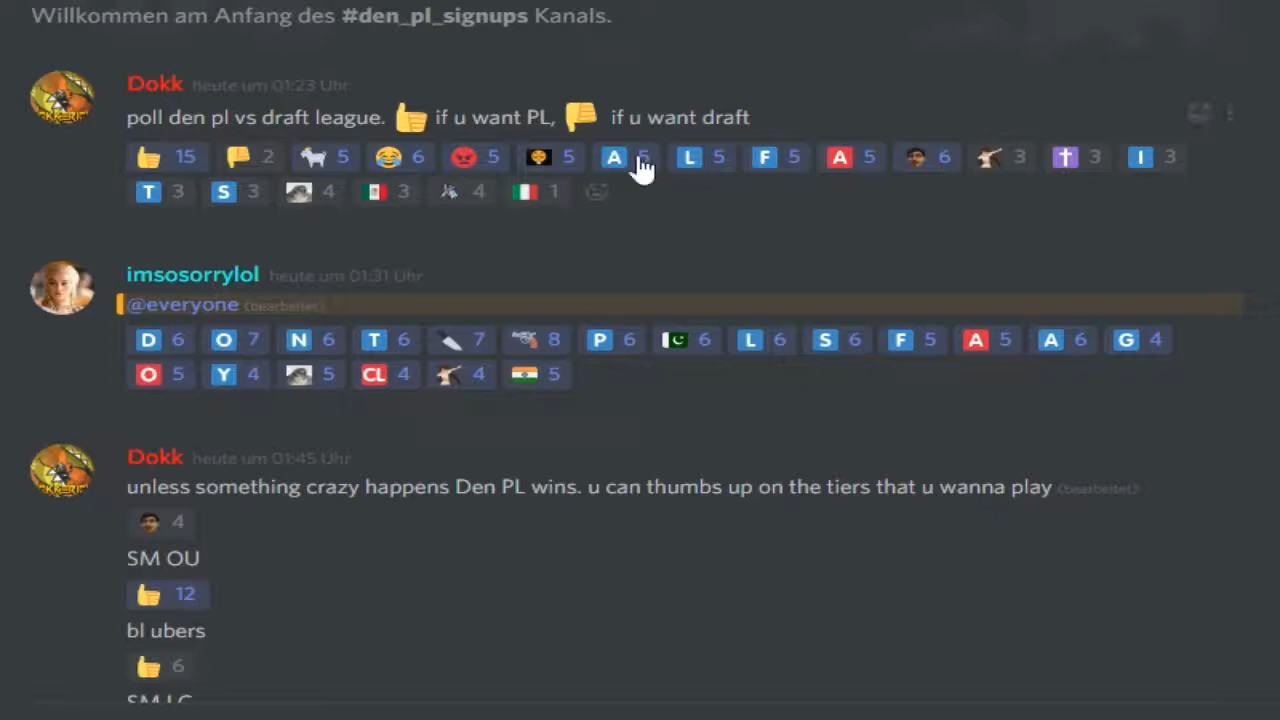 Willkommen am Anfang des #den_pl_signups Kanals.
Dokk heute um 01:23 Uhr
poll den pl vs draft league. 👍 if u want PL, 👎 if u want draft
👍 15 👎 2 🐐 5 😂 6 😡 5 5 A 5 L 5 F 5 A 5 6 3 ✝ 3 I 3
T 3 S 3 4 🇲🇽 3 4 🇮🇹 1
imsosorrylol heute um 01:31 Uhr
@everyone (bearbeitet)
D 6 O 7 N 6 T 6 🔪 7 🔫 8 P 6 🇵🇰 6 L 6 S 6 F 5 A 5 A 6 G 4
O 5 Y 4 5 CL 4 4 🇮🇳 5
Dokk heute um 01:45 Uhr
unless something crazy happens Den PL wins. u can thumbs up on the tiers that u wanna play (bearbeitet)
4
SM OU
👍 12
bl ubers
👍 6
SM LC